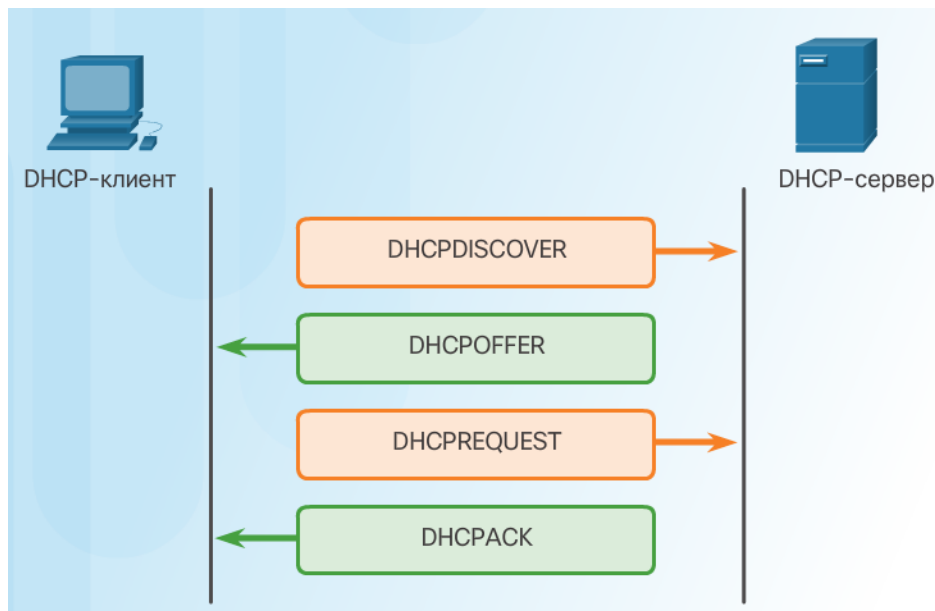 DHCP-клиент
DHCP-сервер
DHCPDISCOVER
DHCPOFFER
DHCPREQUEST
DHCPACK